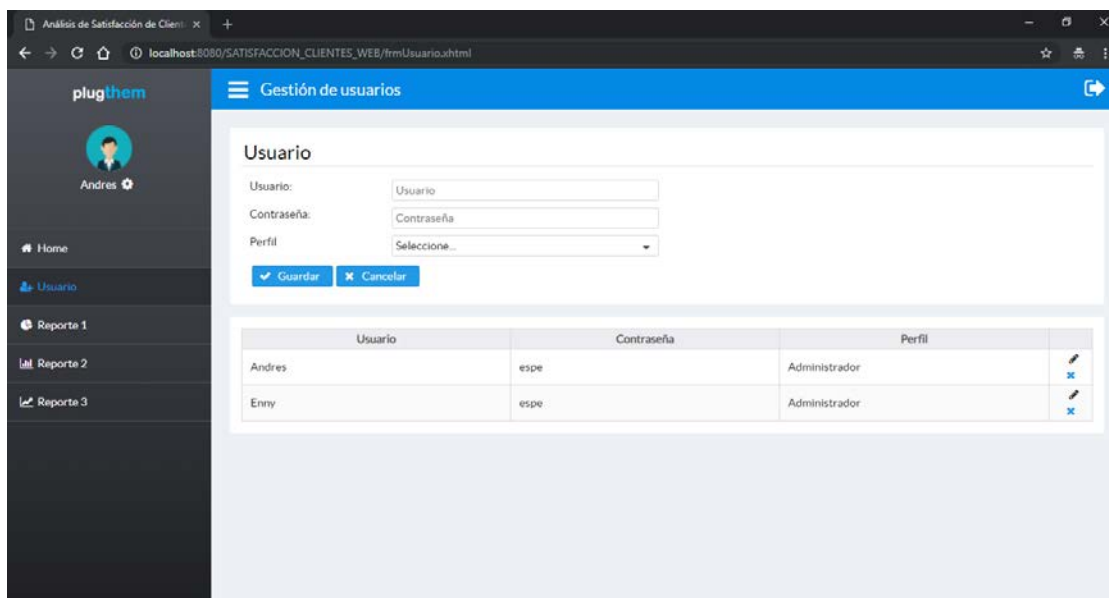 Análisis de Satisfacción de Client
localhost:8080/SATISFACCION_CLIENTES_WEB/frmUsuario.xhtml
plugthem
Gestión de usuarios
Andres
Home
Usuario
Reporte 1
Reporte 2
Reporte 3
Usuario
Usuario: Usuario
Contraseña: Contraseña
Perfil Seleccione...
Guardar Cancelar
Usuario Contraseña Perfil
Andres espe Administrador
Enny espe Administrador